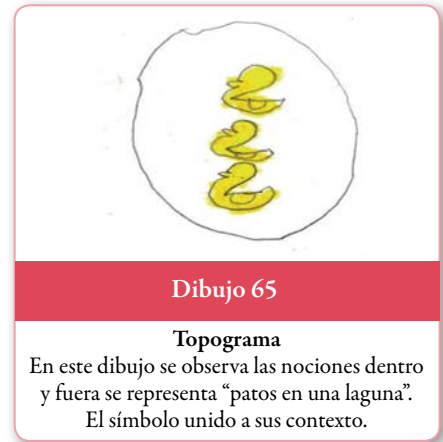 Dibujo 65
Topograma
En este dibujo se observa las nociones dentro
y fuera se representa “patos en una laguna”.
El símbolo unido a sus contexto.